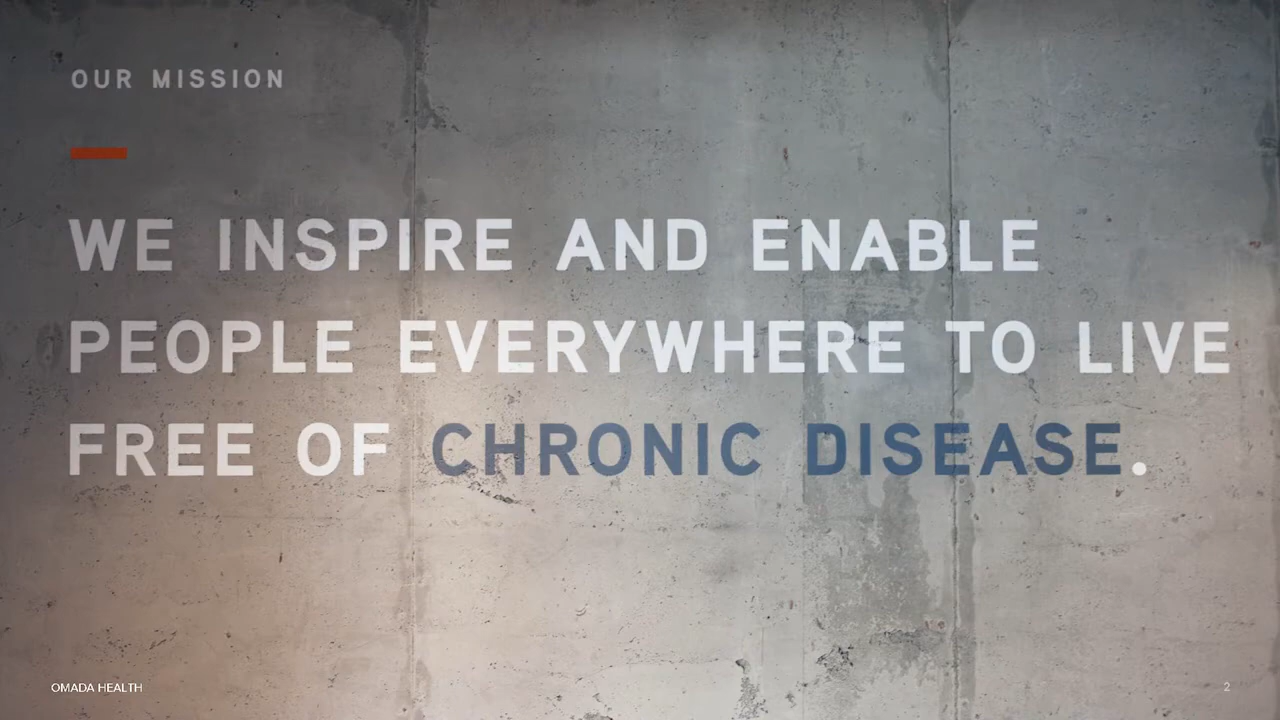 OUR MISSION
WE INSPIRE AND ENABLE
PEOPLE EVERYWHERE TO LIVE
FREE OF CHRONIC DISEASE.
OMADA HEALTH
2